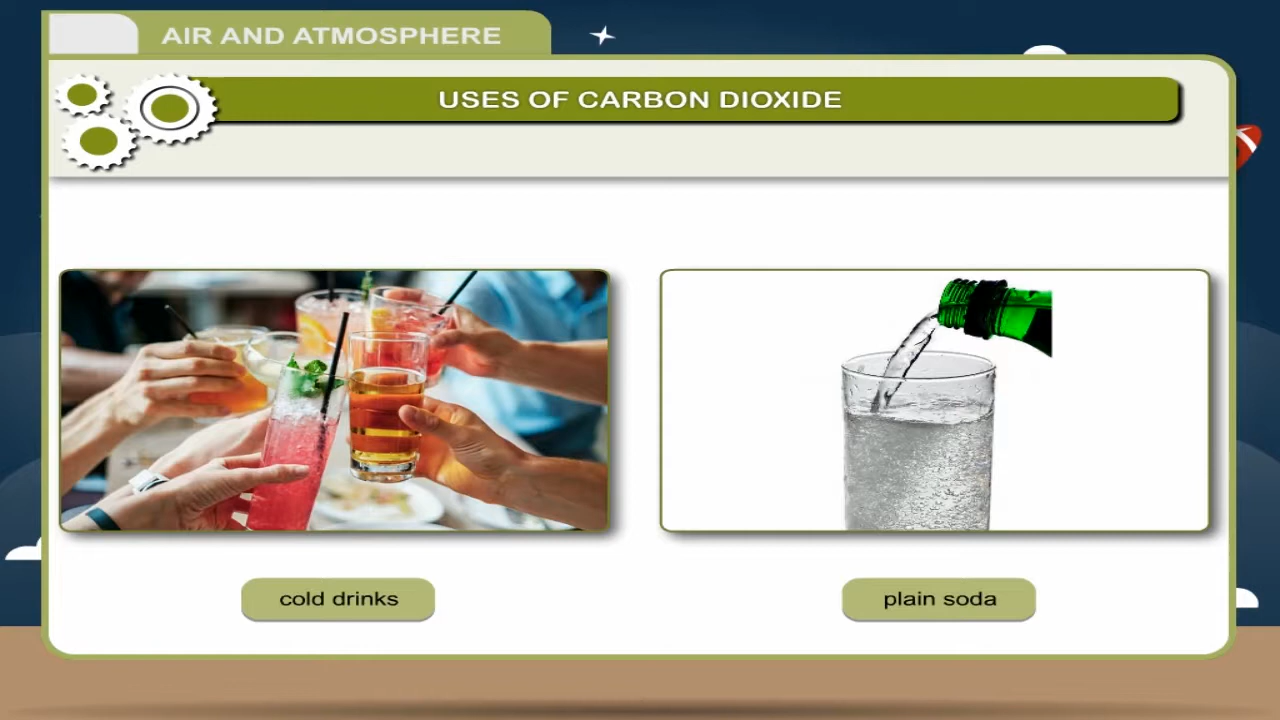 AIR AND ATMOSPHERE
USES OF CARBON DIOXIDE
cold drinks
plain soda